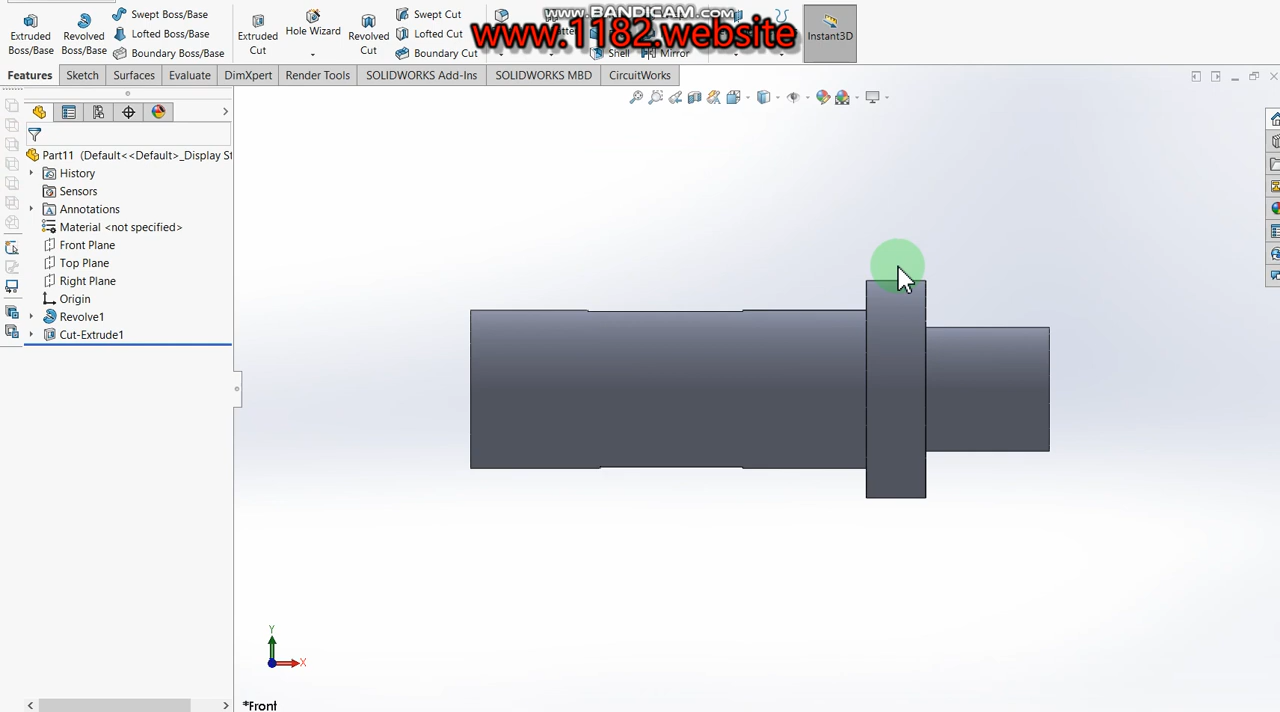 www.BANDICAM.com
www.1182.website
Extruded Boss/Base
Revolved Boss/Base
Swept Boss/Base
Lofted Boss/Base
Boundary Boss/Base
Extruded Cut
Hole Wizard
Revolved Cut
Swept Cut
Lofted Cut
Boundary Cut
Shell
Mirror
Instant3D
Features
Sketch
Surfaces
Evaluate
DimXpert
Render Tools
SOLIDWORKS Add-Ins
SOLIDWORKS MBD
CircuitWorks
Part11 (Default<<Default>_Display St
History
Sensors
Annotations
Material <not specified>
Front Plane
Top Plane
Right Plane
Origin
Revolve1
Cut-Extrude1
Y
X
*Front